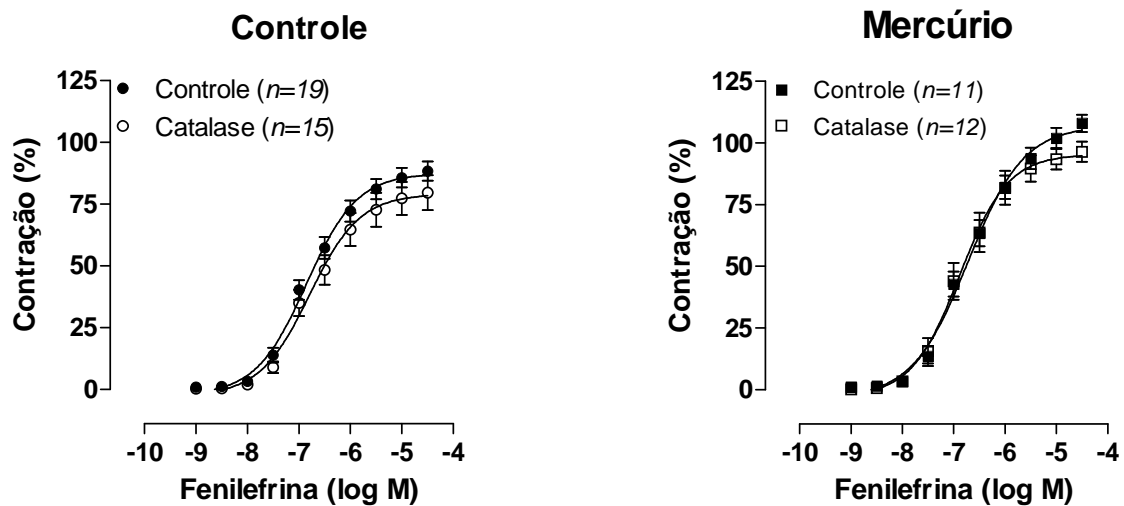 Controle
125
100
75
50
25
0
Contração (%)
Controle (n=19)
Catalase (n=15)
-10 -9 -8 -7 -6 -5 -4
Fenilefrina (log M)
Mercúrio
125
100
75
50
25
0
Contração (%)
Controle (n=11)
Catalase (n=12)
-10 -9 -8 -7 -6 -5 -4
Fenilefrina (log M)